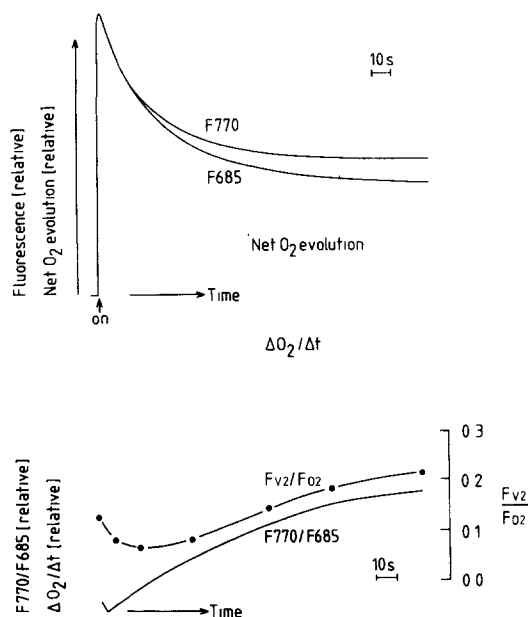 Fluorescence [relative]
Net O2 evolution [relative]
10 s
F770
F685
Net O2 evolution
Time
on
ΔO2/Δt
F770/F685 [relative]
ΔO2/Δt [relative]
Fv2/Fo2
F770/F685
0 3
0 2
0 1
0 0
Fv2
Fo2
10 s
Time